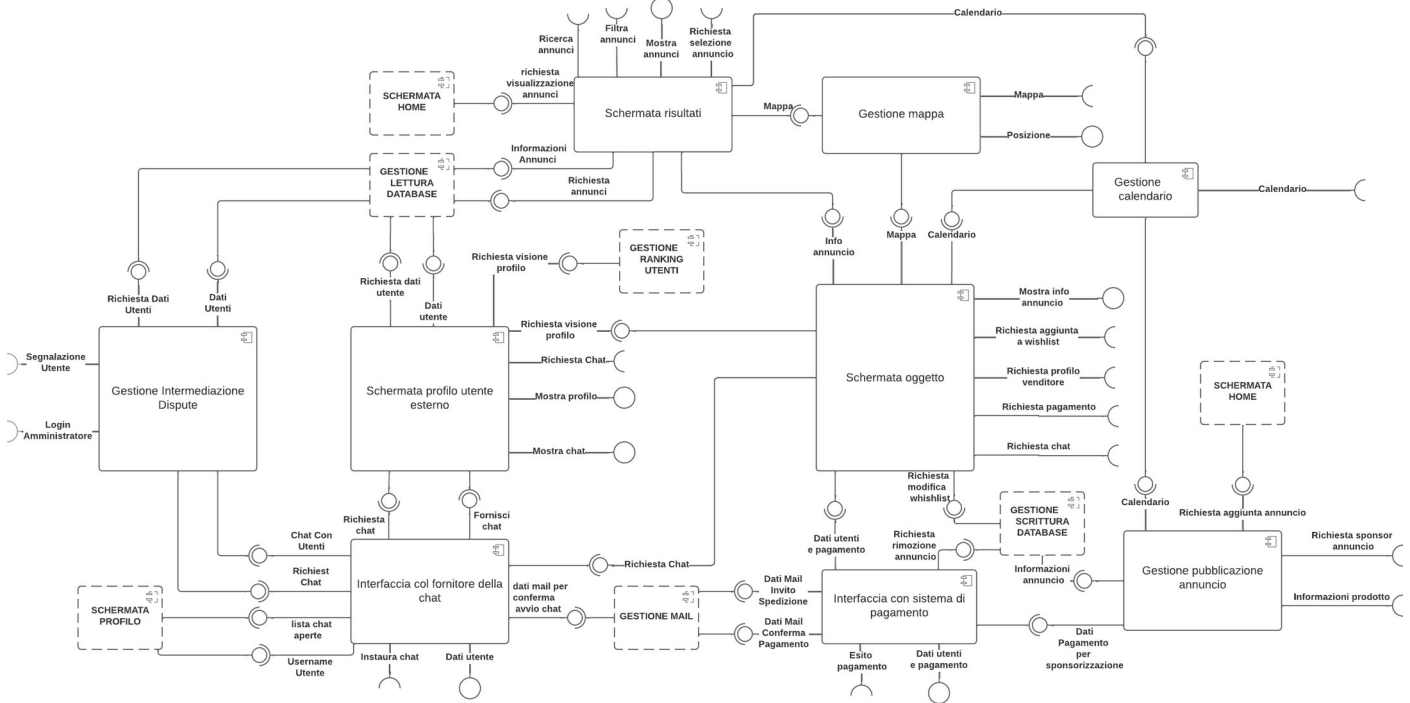 Calendario
Ricerca
annunci
Filtra
annunci
Mostra
annunci
Richiesta
selezione
annuncio
richiesta
visualizzazione
annunci
SCHERMATA
HOME
Schermata risultati
Mappa
Gestione mappa
Mappa
Posizione
Informazioni
Annunci
GESTIONE
LETTURA
DATABASE
Richiesta
annunci
Gestione
calendario
Calendario
Info
annuncio
Mappa
Calendario
Richiesta visione
profilo
GESTIONE
RANKING
UTENTI
Richiesta Dati
Utenti
Dati
Utenti
Richiesta dati
utente
Dati
utente
Richiesta visione
profilo
Mostra info
annuncio
Richiesta aggiunta
a wishlist
Segnalazione
Utente
Richiesta Chat
Gestione Intermediazione
Dispute
Schermata profilo utente
esterno
Schermata oggetto
Richiesta profilo
venditore
SCHERMATA
HOME
Mostra profilo
Richiesta pagamento
Login
Amministratore
Mostra chat
Richiesta chat
Richiesta
modifica
whishlist
Richiesta
chat
Fornisci
chat
Calendario
Richiesta aggiunta annuncio
GESTIONE
SCRITTURA
DATABASE
Chat Con
Utenti
Dati utenti
e pagamento
Richiesta
rimozione
annuncio
Richiesta sponsor
annuncio
Richiest
Chat
Interfaccia col fornitore della
chat
Richiesta Chat
Informazioni
annuncio
Gestione pubblicazione
annuncio
dati mail per
conferma
avvio chat
Dati Mail
Invito
Spedizione
Interfaccia con sistema di
pagamento
Informazioni prodotto
SCHERMATA
PROFILO
GESTIONE MAIL
lista chat
aperte
Dati Mail
Conferma
Pagamento
Dati
Pagamento
per
sponsorizzazione
Username
Utente
Instaura chat
Dati utente
Esito
pagamento
Dati utenti
e pagamento